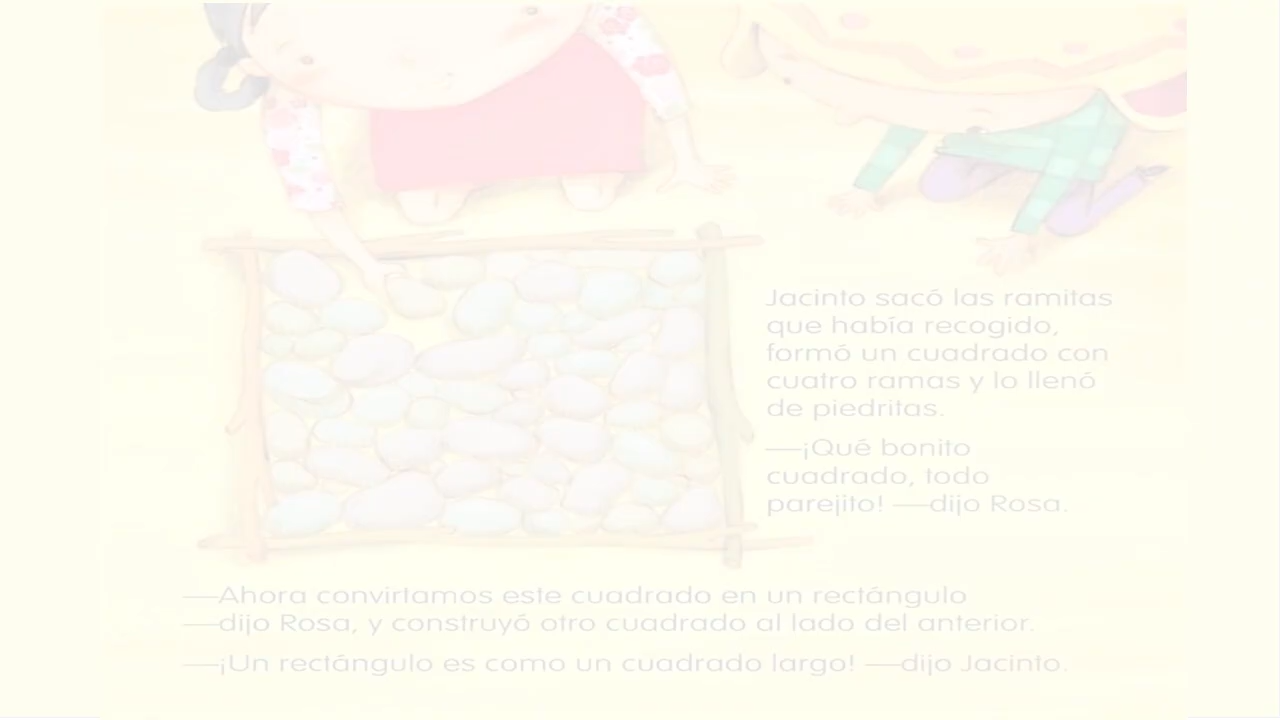 Jacinto sacó las ramitas
que había recogido,
formó un cuadrado con
cuatro ramas y lo llenó
de piedritas.
—¡Qué bonito
cuadrado, todo
parejito! —dijo Rosa.
—Ahora convirtamos este cuadrado en un rectángulo
—dijo Rosa, y construyó otro cuadrado al lado del anterior.
—¡Un rectángulo es como un cuadrado largo! —dijo Jacinto.